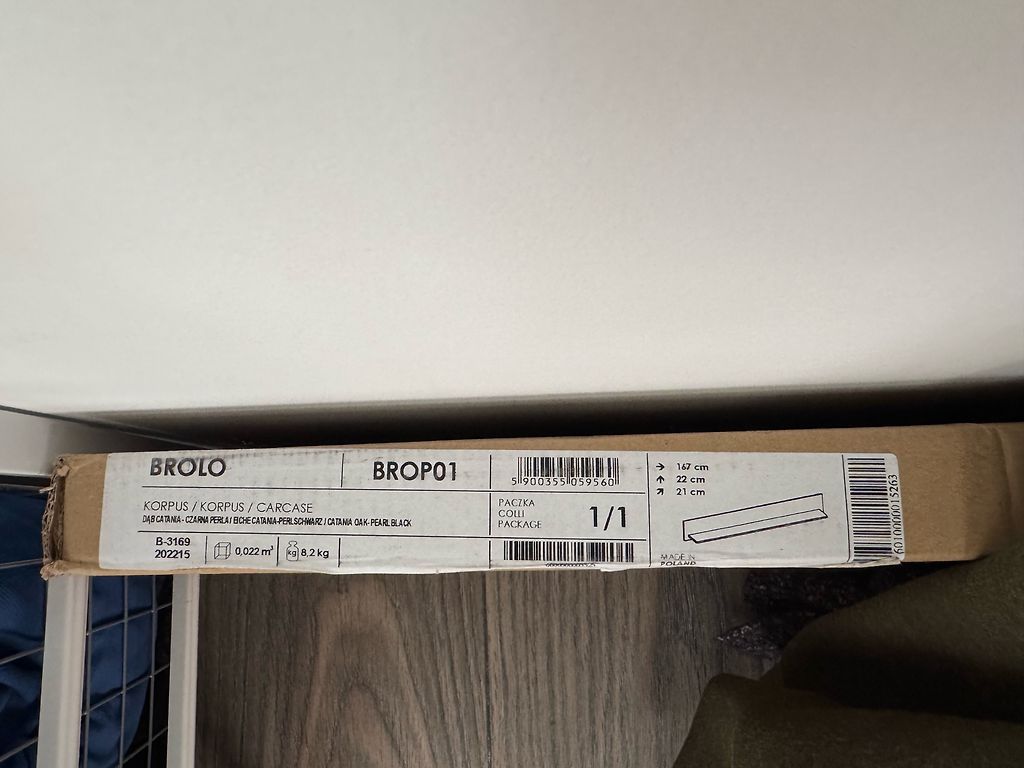 BROLO
BROP01
5 900355 059560
KORPUS / KORPUS / CARCASE
DĄB CATANIA - CZARNA PERŁA / EICHE CATANIA-PERLSCHWARZ / CATANIA OAK- PEARL BLACK
PACZKA
COLLI
PACKAGE
1/1
B-3169
202215
0,022 m³
kg 8,2 kg
→ 167 cm
↑ 22 cm
↗ 21 cm
MADE IN
POLAND